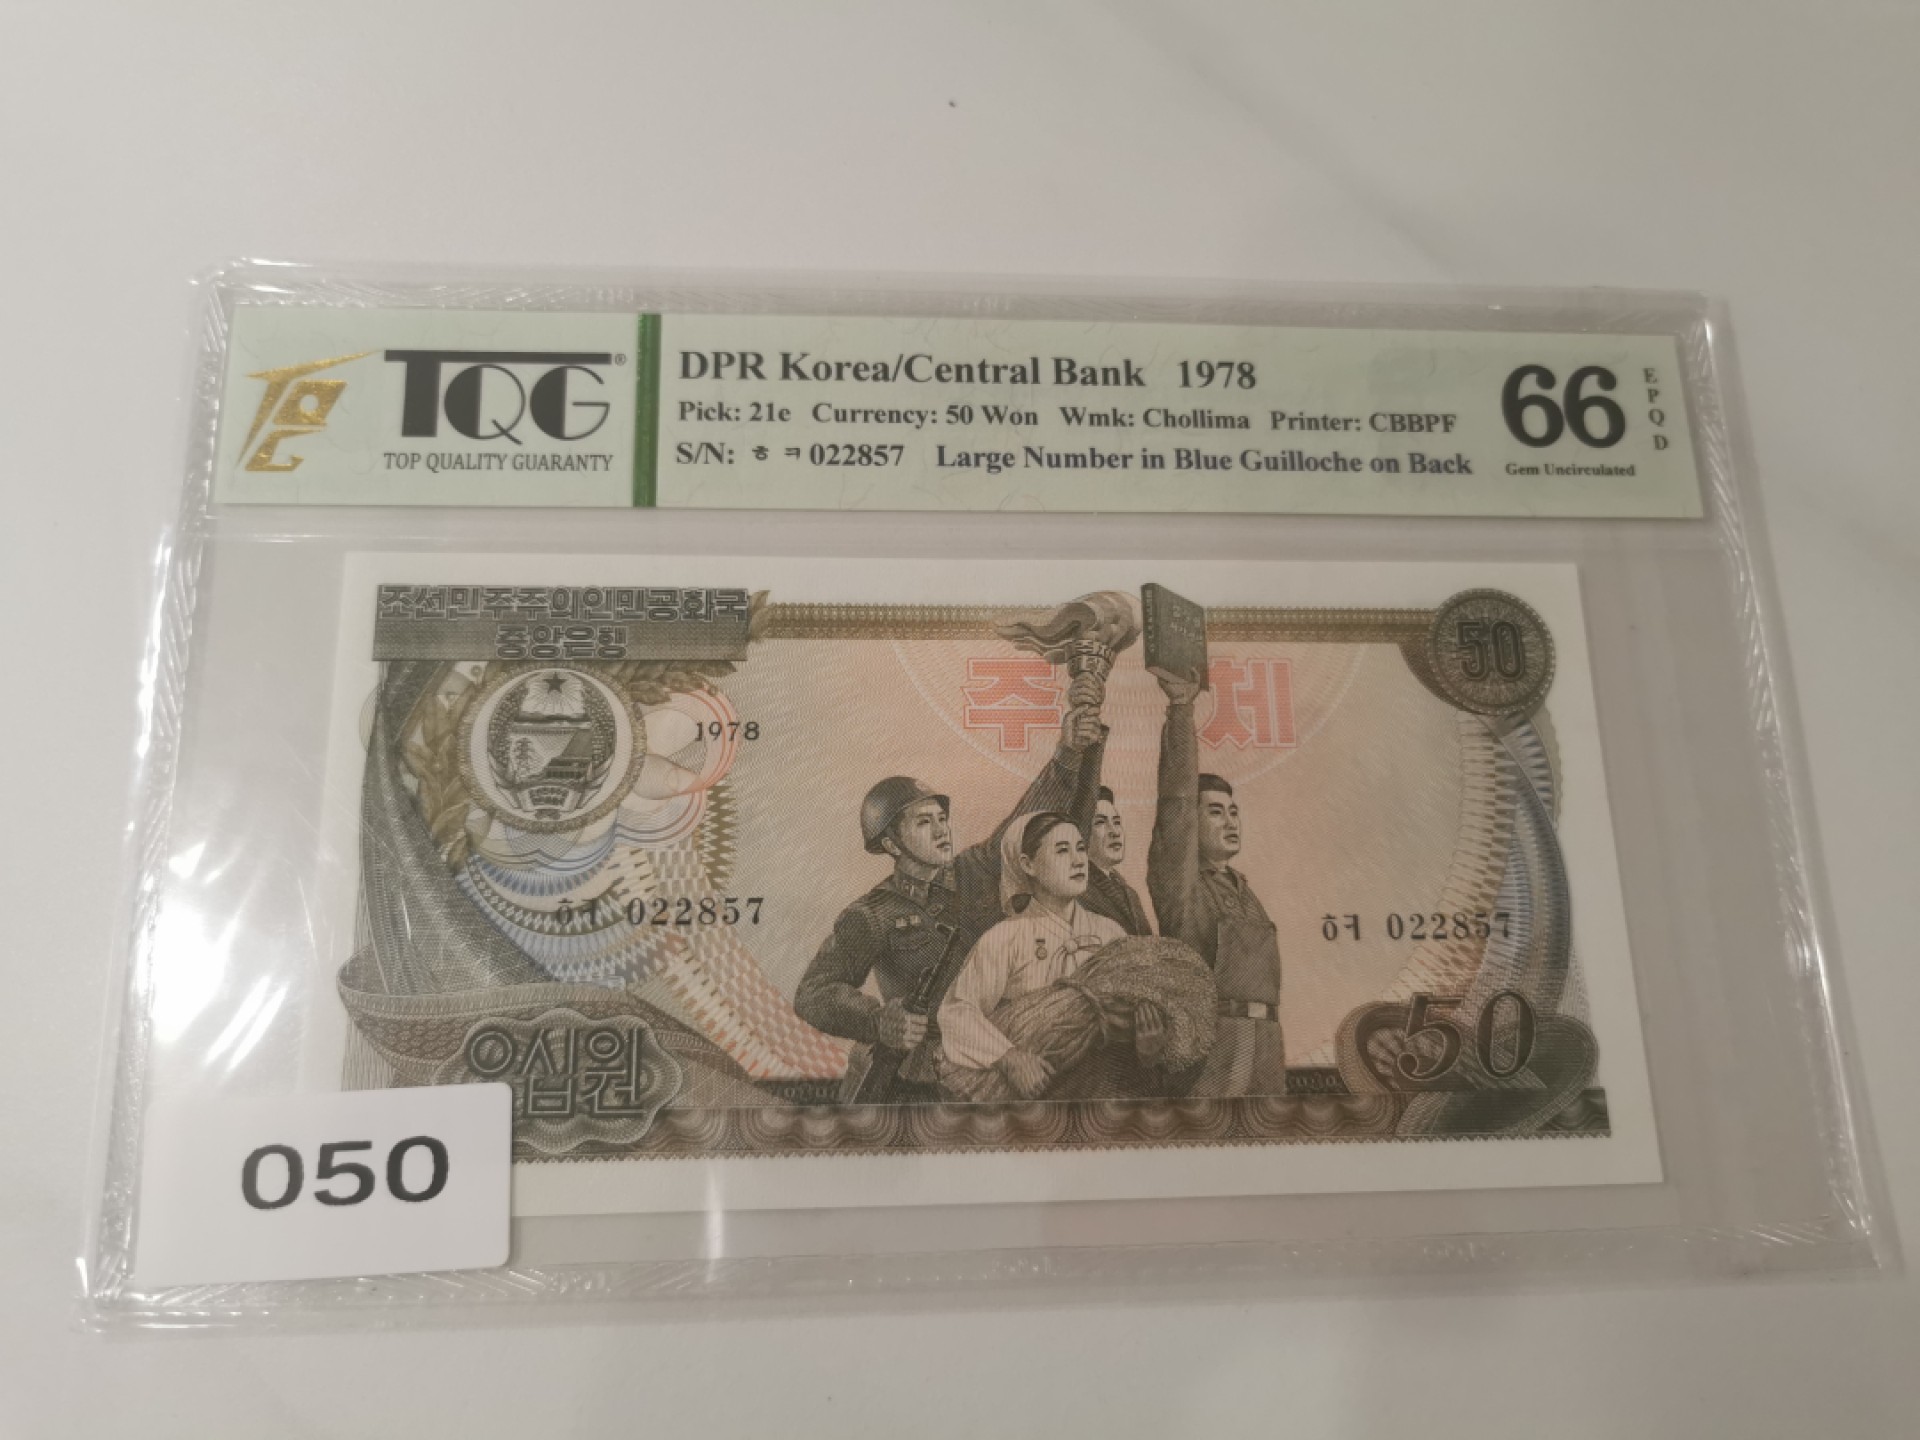 TQG®
TOP QUALITY GUARANTY
DPR Korea/Central Bank 1978
Pick: 21e Currency: 50 Won Wmk: Chollima Printer: CBBPF
S/N: ㅎ ㅋ 022857 Large Number in Blue Guilloche on Back
66
EPQD
Gem Uncirculated
조선민주주의인민공화국
중앙은행
50
주체
1978
ㅎㅋ 022857
ㅎㅋ 022857
오십원
50
050